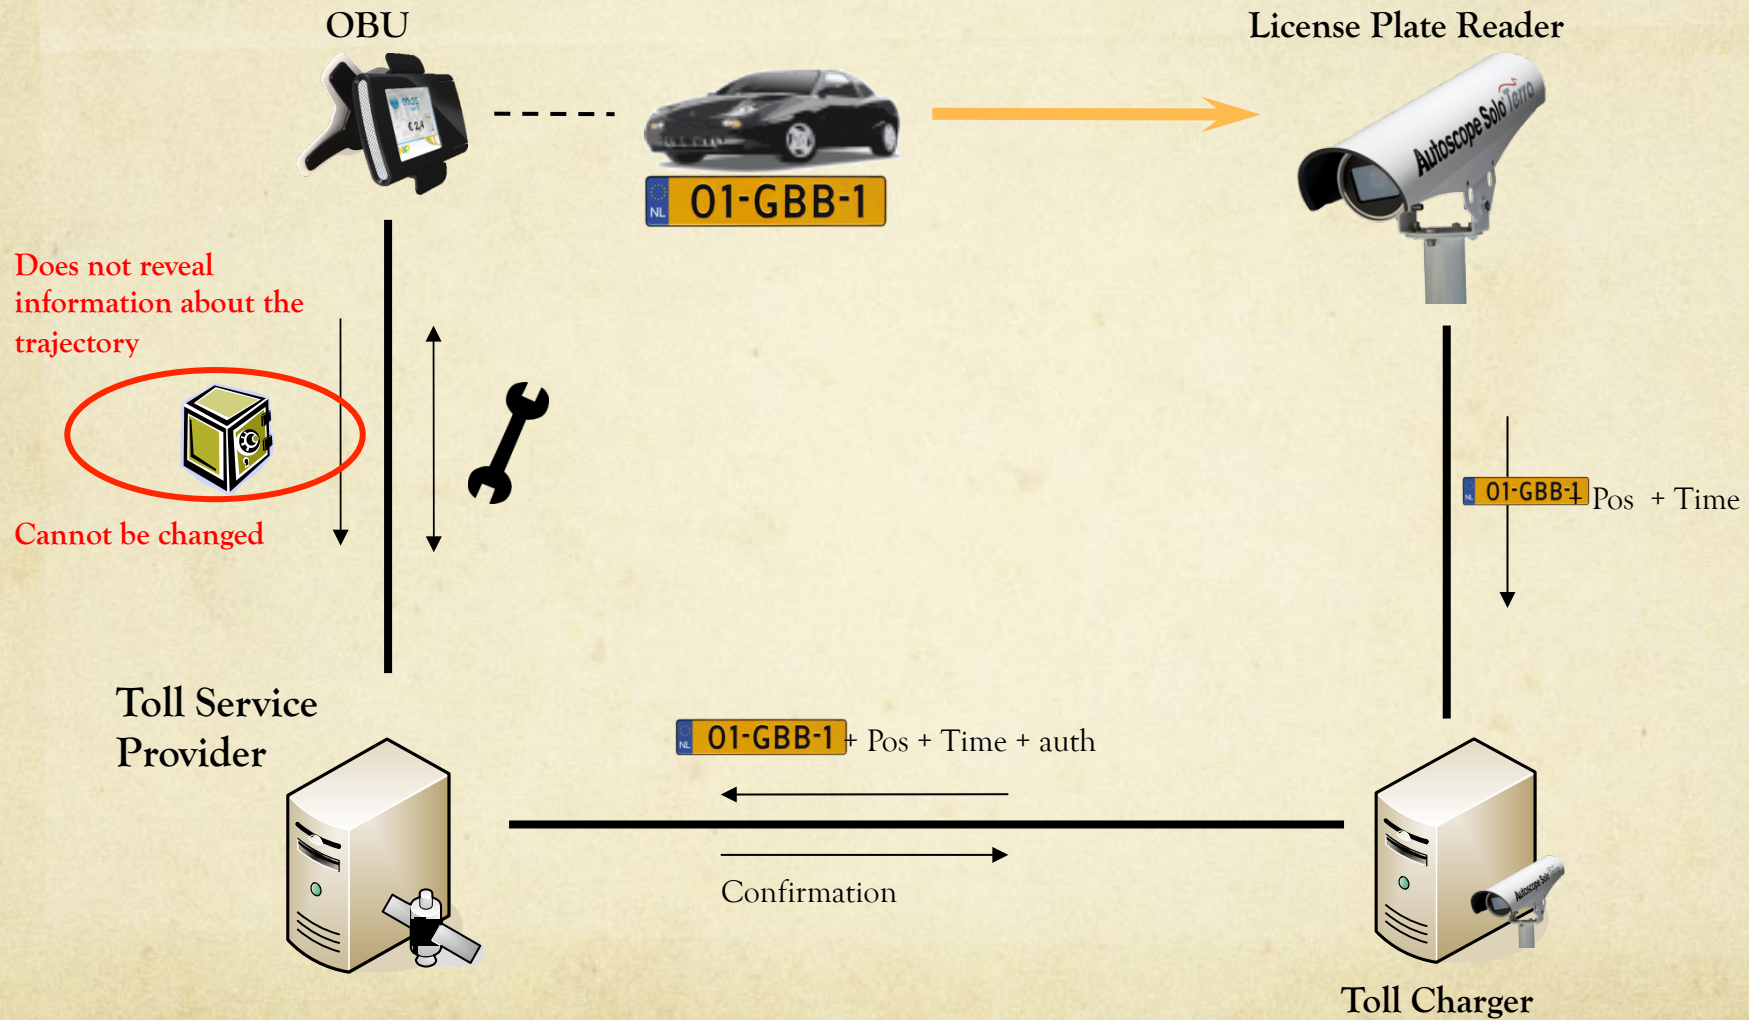 OBU
License Plate Reader
Autoscope Solo Terra
NL 01-GBB-1
Does not reveal
information about the
trajectory
Cannot be changed
NL 01-GBB-1 + Pos + Time
Toll Service
Provider
NL 01-GBB-1 + Pos + Time + auth
Confirmation
Autoscope Solo
Toll Charger